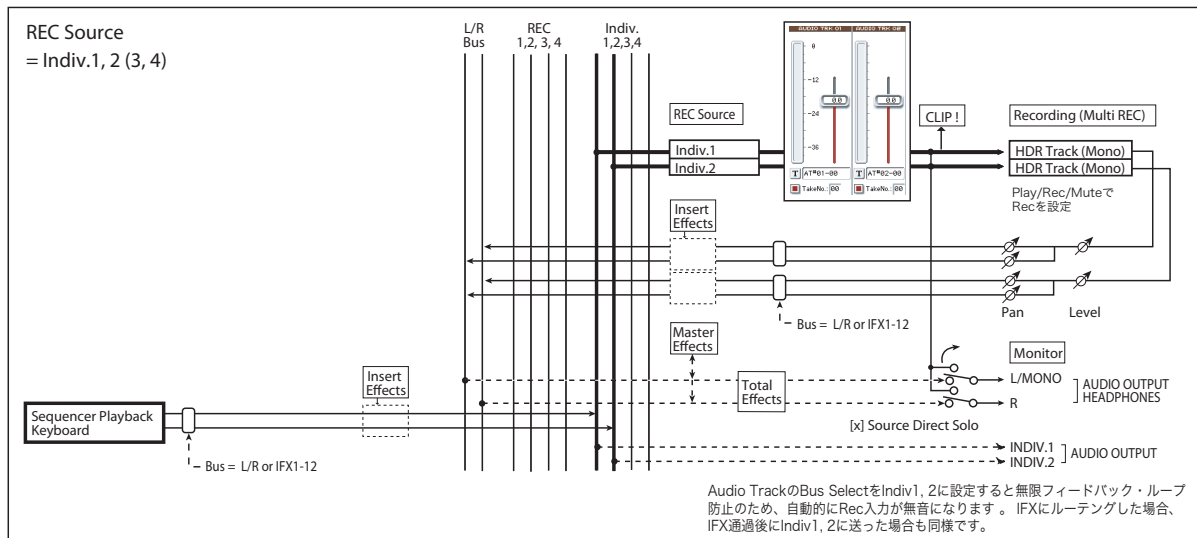 REC Source
= Indiv.1, 2 (3, 4)
L/R
Bus
REC
1,2, 3, 4
Indiv.
1,2,3,4
AUDIO TRK 01
AUDIO TRK 00
0
-12
-24
-36
0.0
0.0
T AT#01-00
T AT#02-00
TakeNo.: 00
TakeNo.: 00
REC Source
Indiv.1
Indiv.2
CLIP !
Recording (Multi REC)
HDR Track (Mono)
HDR Track (Mono)
Play/Rec/Muteで
Recを設定
Insert
Effects
Pan
Level
Bus = L/R or IFX1-12
Master
Effects
Monitor
Insert
Effects
Total
Effects
L/MONO
R
AUDIO OUTPUT
HEADPHONES
Sequencer Playback
Keyboard
[x] Source Direct Solo
INDIV.1
INDIV.2
AUDIO OUTPUT
Bus = L/R or IFX1-12
Audio TrackのBus SelectをIndiv1, 2に設定すると無限フィードバック・ループ
防止のため、自動的にRec入力が無音になります 。 IFXにルーテングした場合、
IFX通過後にIndiv1, 2に送った場合も同様です。